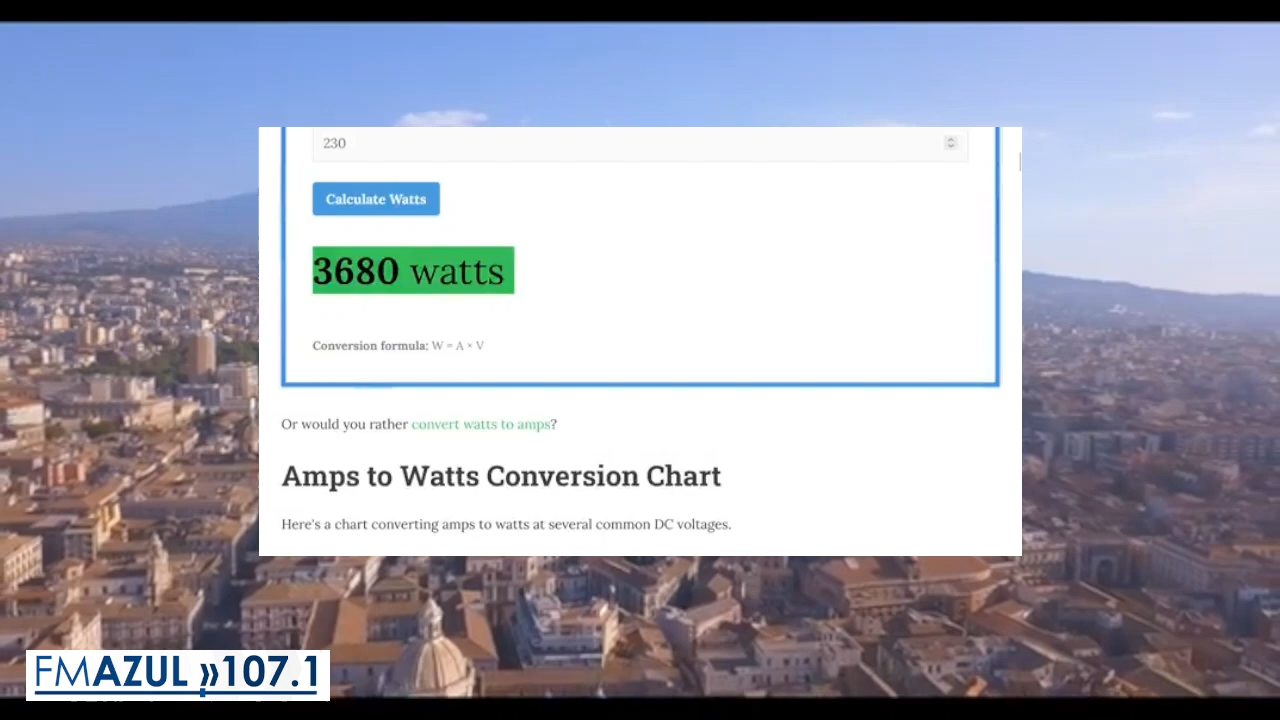 230
Calculate Watts
3680 watts
Conversion formula: W = A × V
Or would you rather convert watts to amps?
Amps to Watts Conversion Chart
Here's a chart converting amps to watts at several common DC voltages.
FMAZUL »107.1